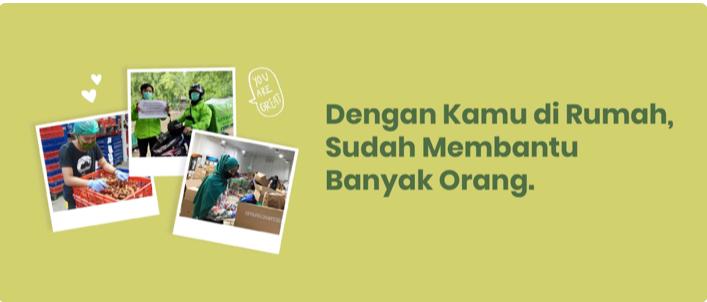 YOU
ARE
GREAT
Dengan Kamu di Rumah,
Sudah Membantu
Banyak Orang.